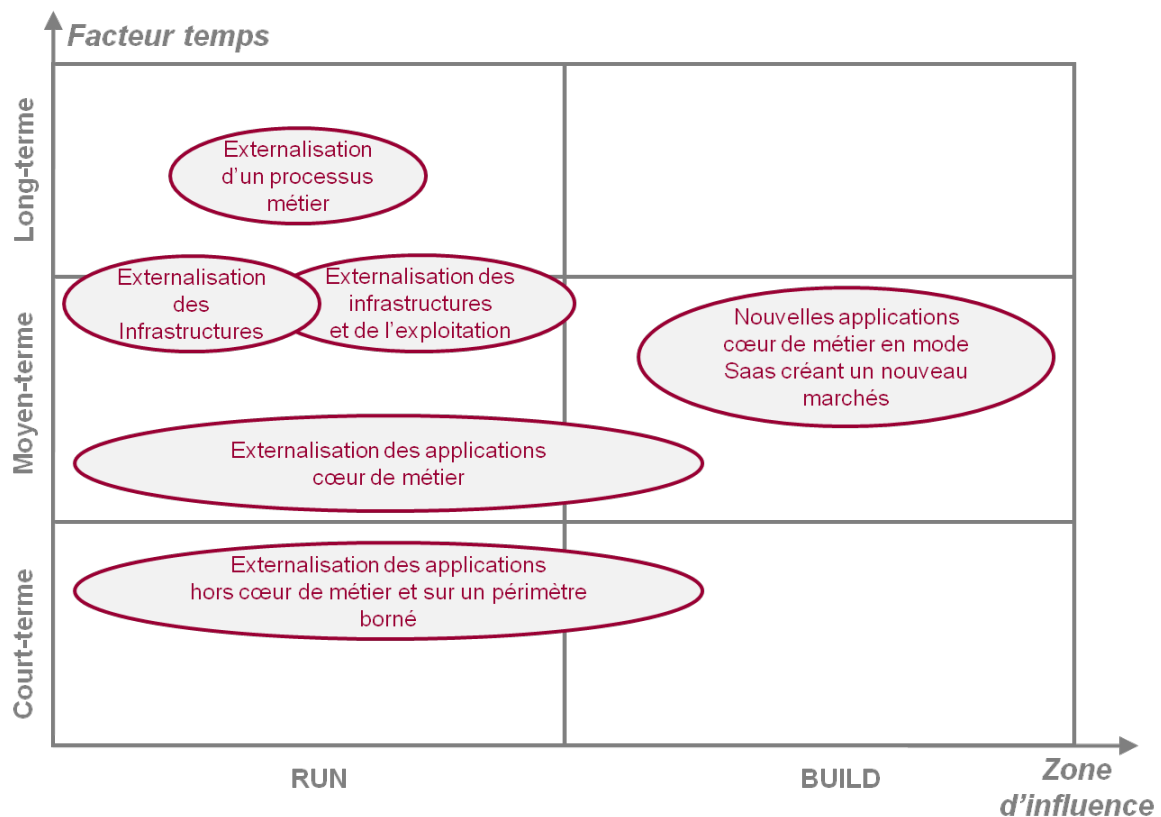 Facteur temps
Long-terme
Externalisation
d'un processus
métier
Moyen-terme
Externalisation
des
Infrastructures
Externalisation des
infrastructures
et de l'exploitation
Nouvelles applications
cœur de métier en mode
Saas créant un nouveau
marchés
Externalisation des applications
cœur de métier
Court-terme
Externalisation des applications
hors cœur de métier et sur un périmètre
borné
RUN
BUILD
Zone
d'influence